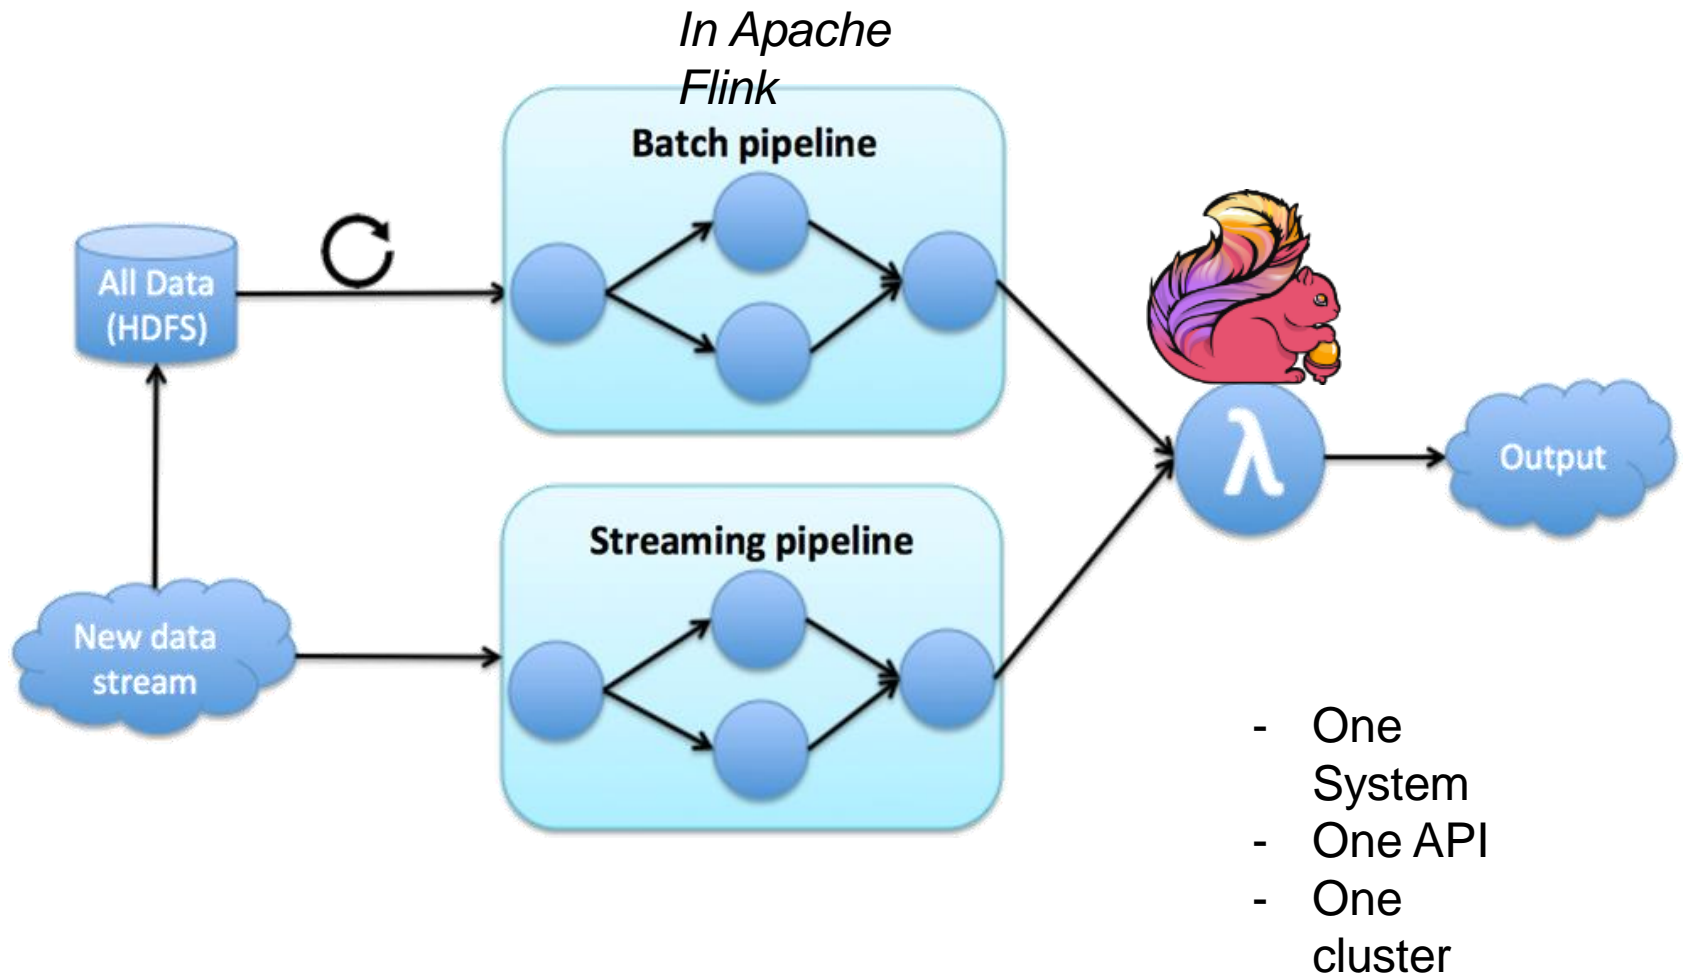 In Apache
Flink
Batch pipeline
All Data
(HDFS)
λ
Output
Streaming pipeline
New data
stream
- One
System
- One API
- One
cluster